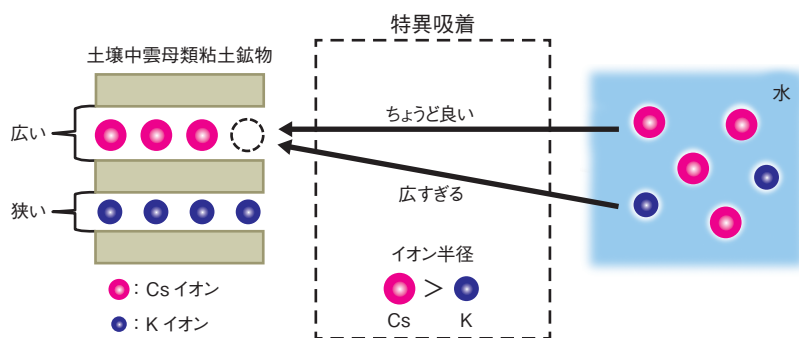 特異吸着
土壌中雲母類粘土鉱物
水
広い
ちょうど良い
狭い
広すぎる
イオン半径
＞
Cs
K
：Cs イオン
：K イオン